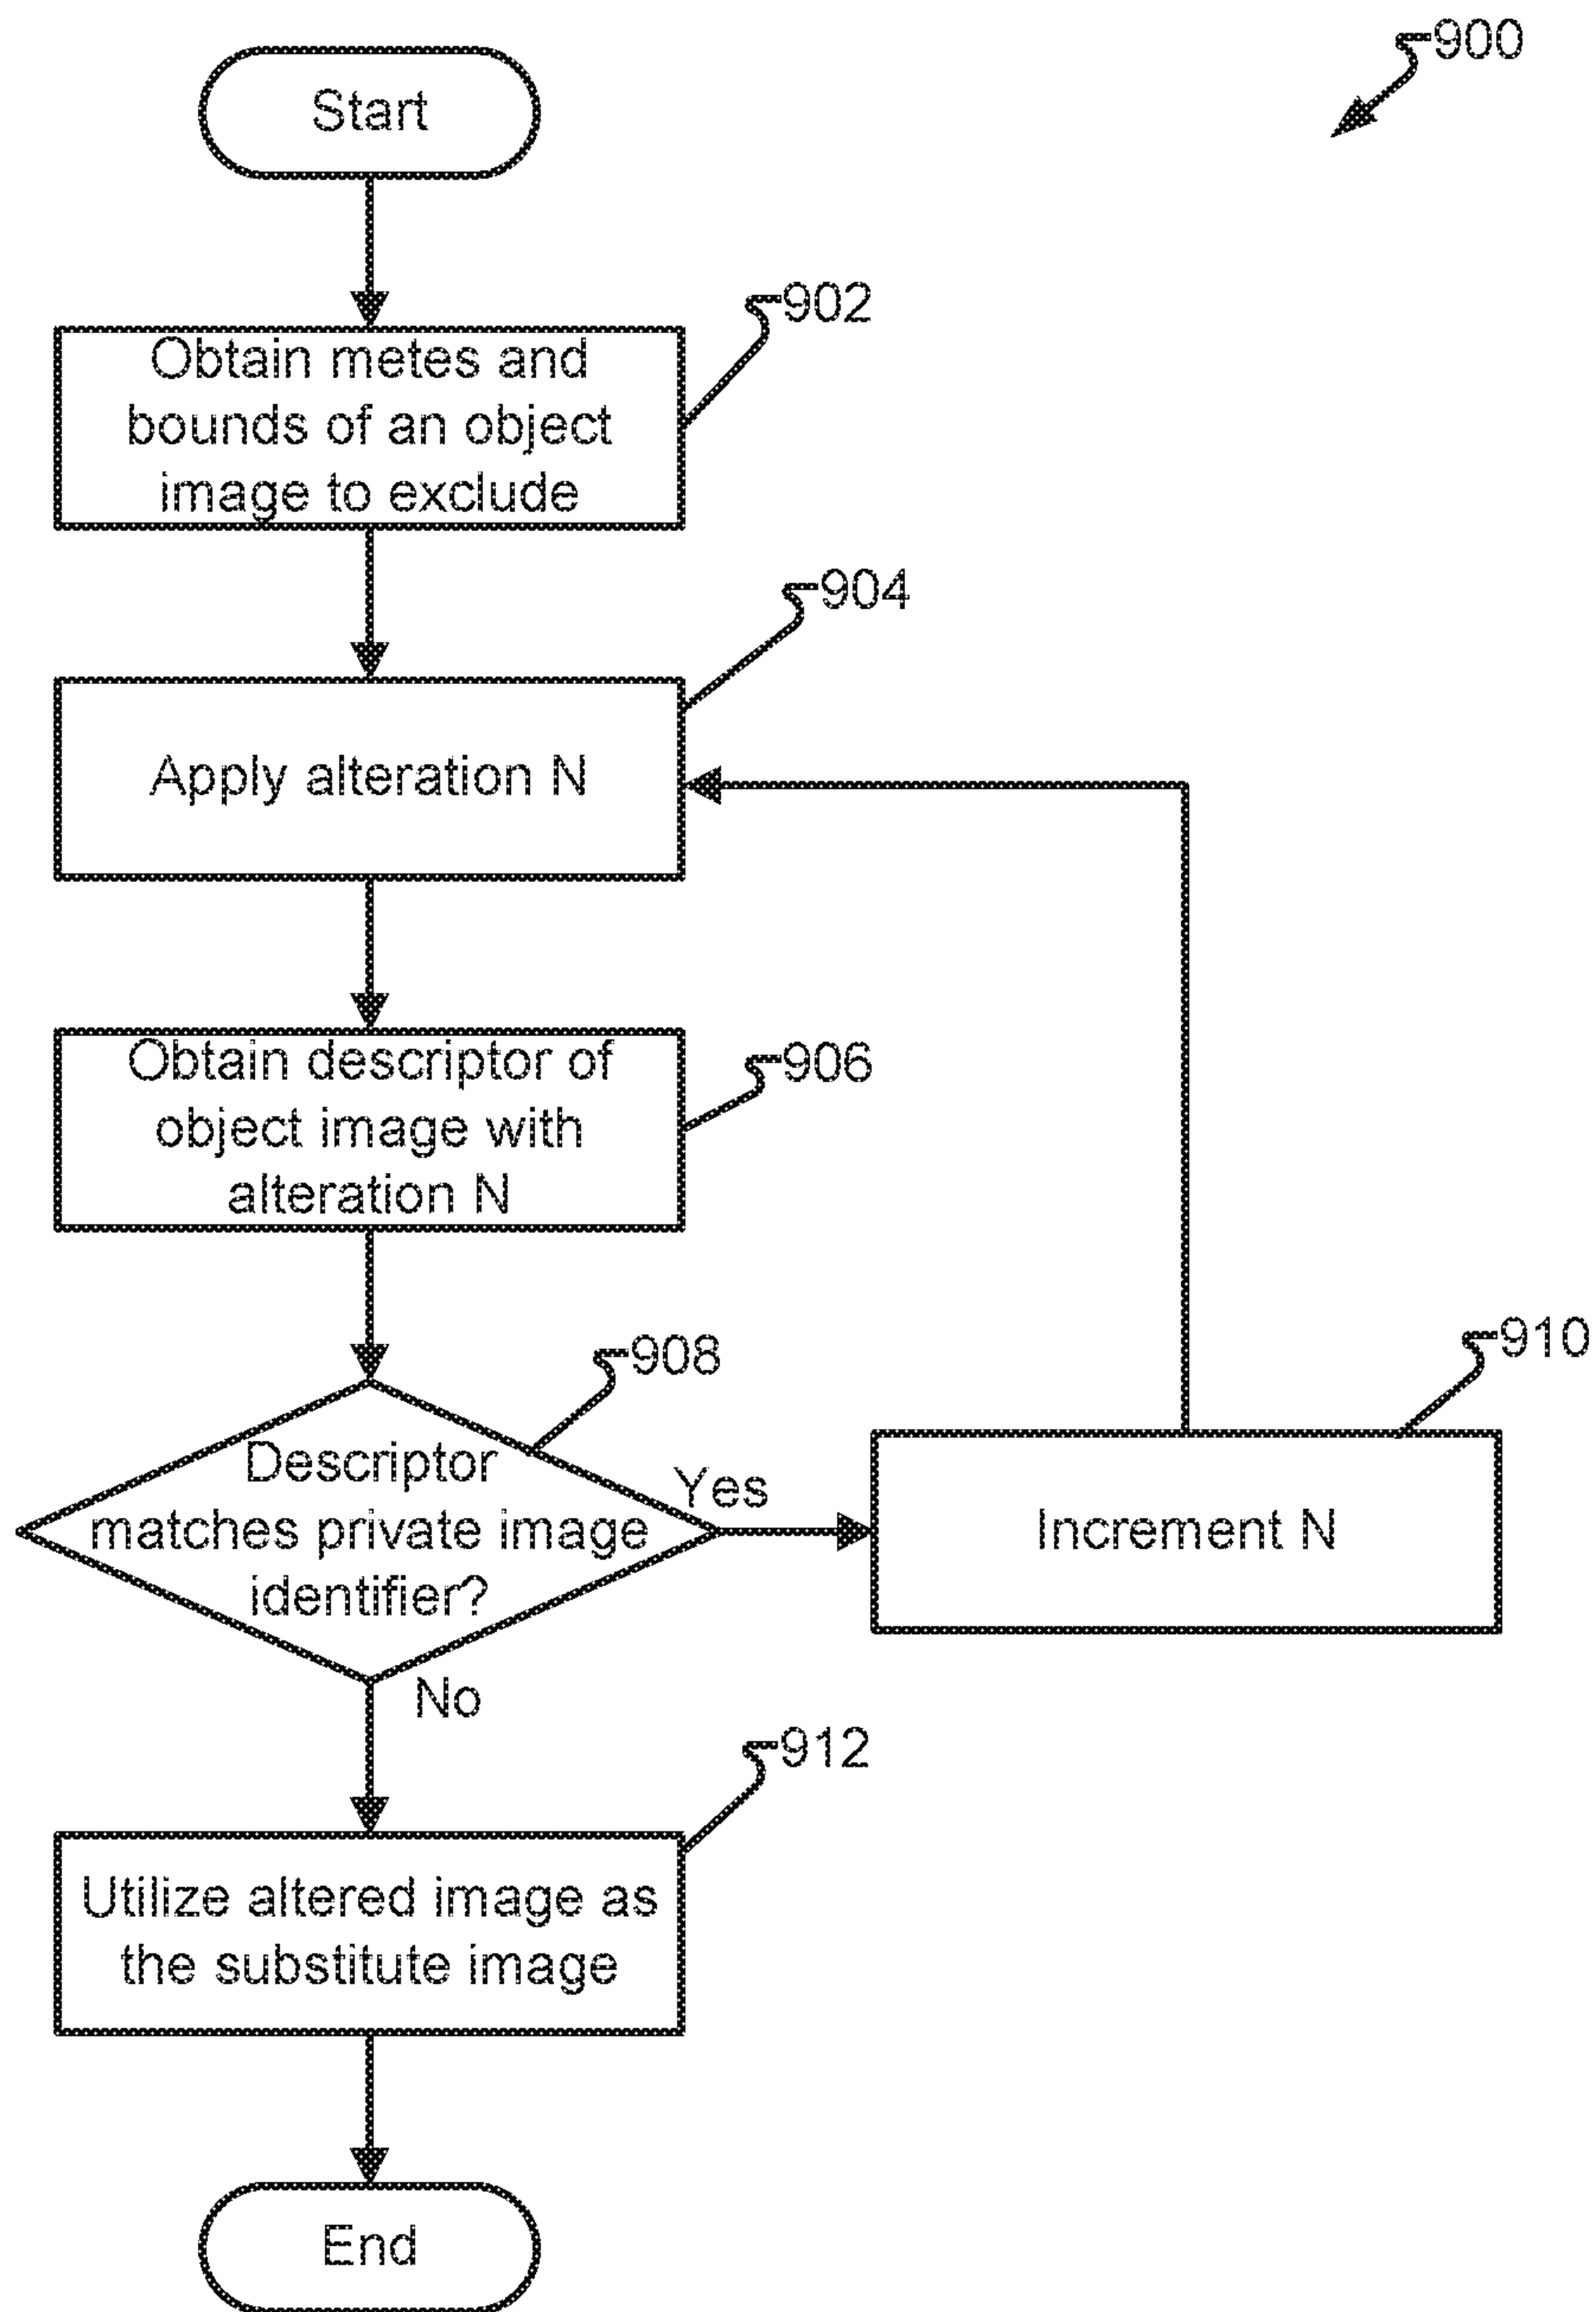 900
Start
902
Obtain metes and
bounds of an object
image to exclude
904
Apply alteration N
906
Obtain descriptor of
object image with
alteration N
908
Descriptor
matches private image
identifier?
Yes
910
Increment N
No
912
Utilize altered image as
the substitute image
End